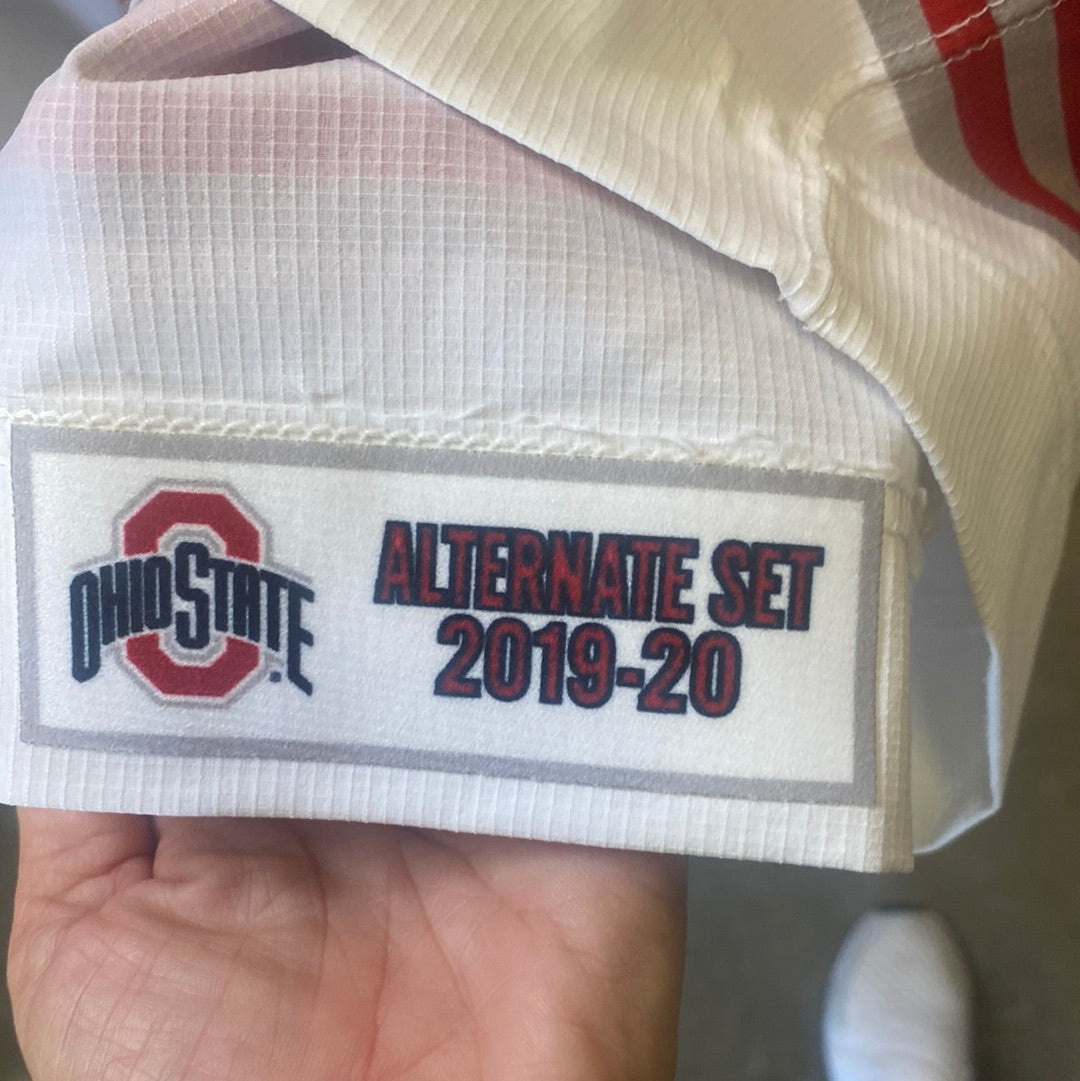 OHIO STATE
ALTERNATE SET
2019-20